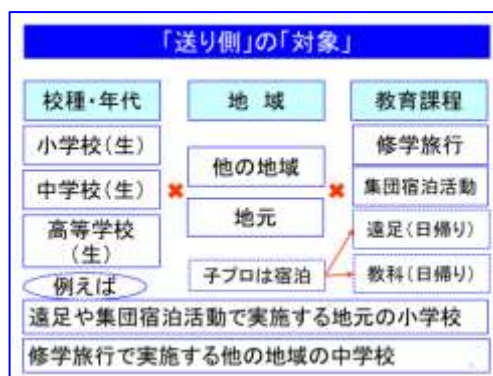 「送り側」の「対象」
校種・年代
地 域
教育課程
小学校(生)
中学校(生)
高等学校
(生)
他の地域
地元
修学旅行
集団宿泊活動
遠足(日帰り)
教科(日帰り)
子プロは宿泊
例えば
遠足や集団宿泊活動で実施する地元の小学校
修学旅行で実施する他の地域の中学校